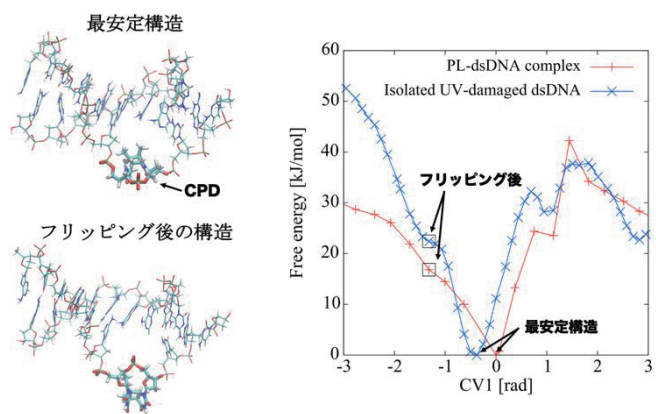 最安定構造
CPD
フリッピング後の構造
PL-dsDNA complex
Isolated UV-damaged dsDNA
フリッピング後
最安定構造
Free energy [kJ/mol]
60
50
40
30
20
10
0
-3 -2 -1 0 1 2 3
CV1 [rad]